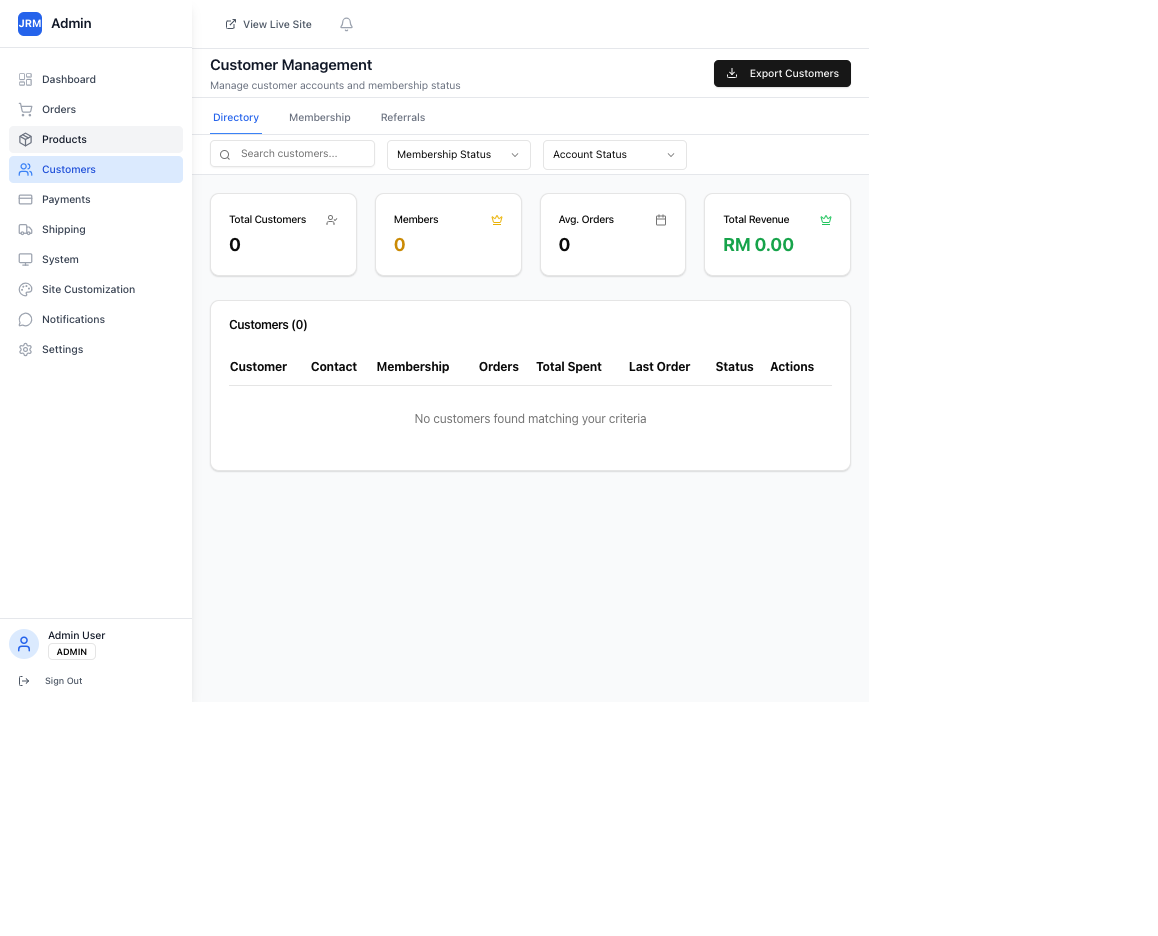 JRM Admin
View Live Site
Dashboard
Orders
Products
Customers
Payments
Shipping
System
Site Customization
Notifications
Settings
Admin User
ADMIN
Sign Out
Customer Management
Manage customer accounts and membership status
Export Customers
Directory Membership Referrals
Search customers... Membership Status Account Status
Total Customers
0
Members
0
Avg. Orders
0
Total Revenue
RM 0.00
Customers (0)
Customer Contact Membership Orders Total Spent Last Order Status Actions
No customers found matching your criteria